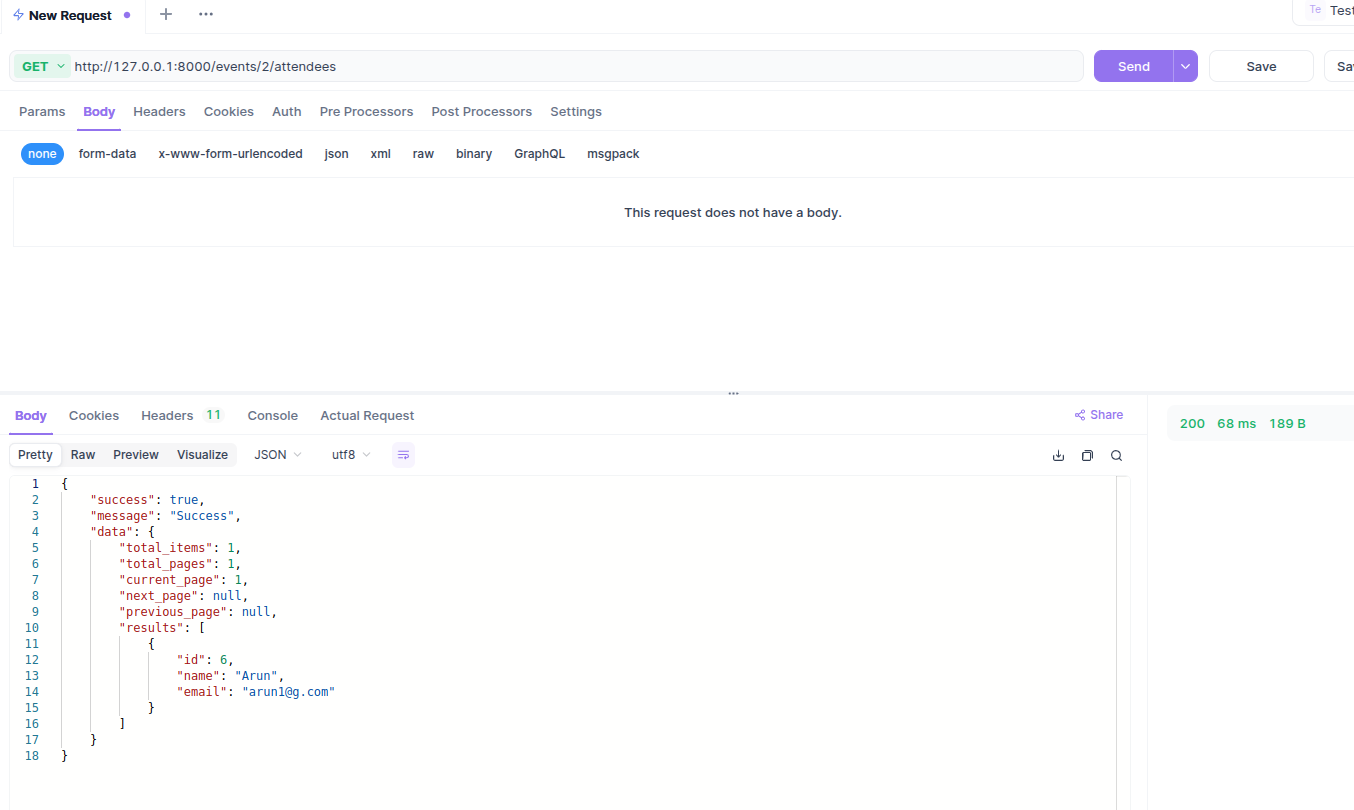 New Request
Te Test
GET http://127.0.0.1:8000/events/2/attendees Send Save Sav
Params Body Headers Cookies Auth Pre Processors Post Processors Settings
none form-data x-www-form-urlencoded json xml raw binary GraphQL msgpack
This request does not have a body.
Body Cookies Headers 11 Console Actual Request Share
200 68 ms 189 B
Pretty Raw Preview Visualize JSON utf8
1 {
2 "success": true,
3 "message": "Success",
4 "data": {
5 "total_items": 1,
6 "total_pages": 1,
7 "current_page": 1,
8 "next_page": null,
9 "previous_page": null,
10 "results": [
11 {
12 "id": 6,
13 "name": "Arun",
14 "email": "arun1@g.com"
15 }
16 ]
17 }
18 }